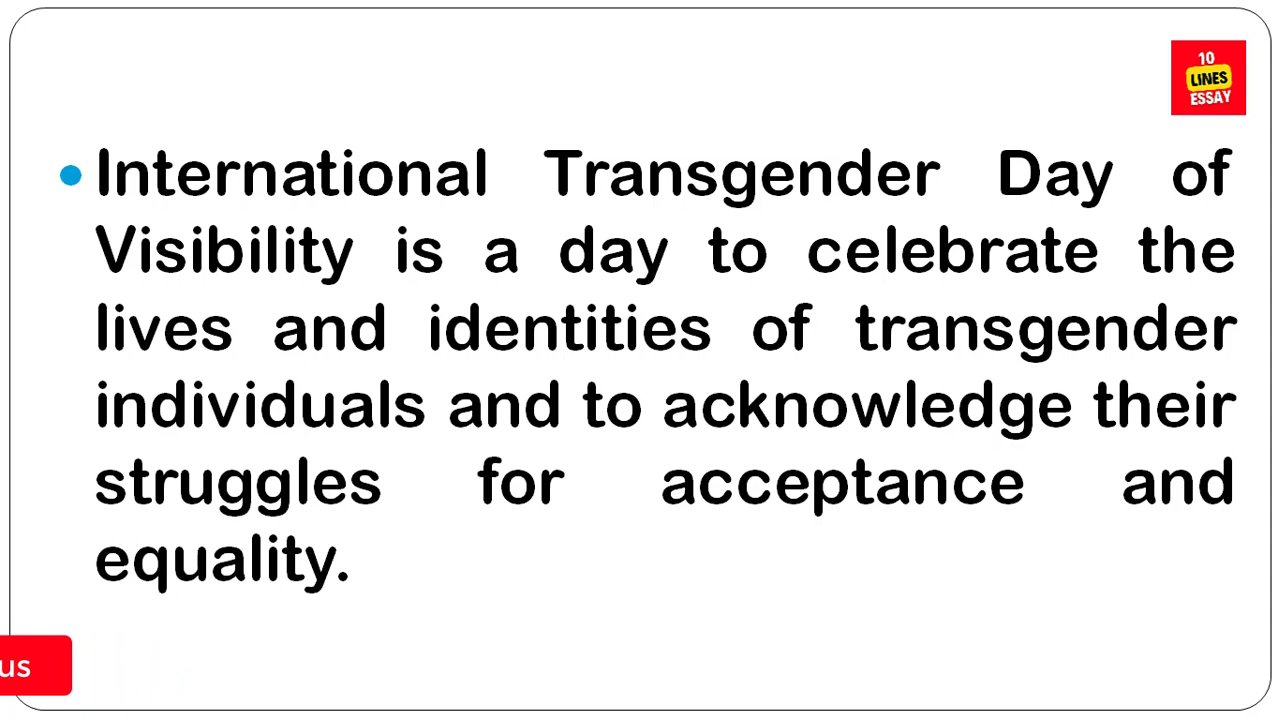 10
LINES
ESSAY
International Transgender Day of
Visibility is a day to celebrate the
lives and identities of transgender
individuals and to acknowledge their
struggles for acceptance and
equality.
us